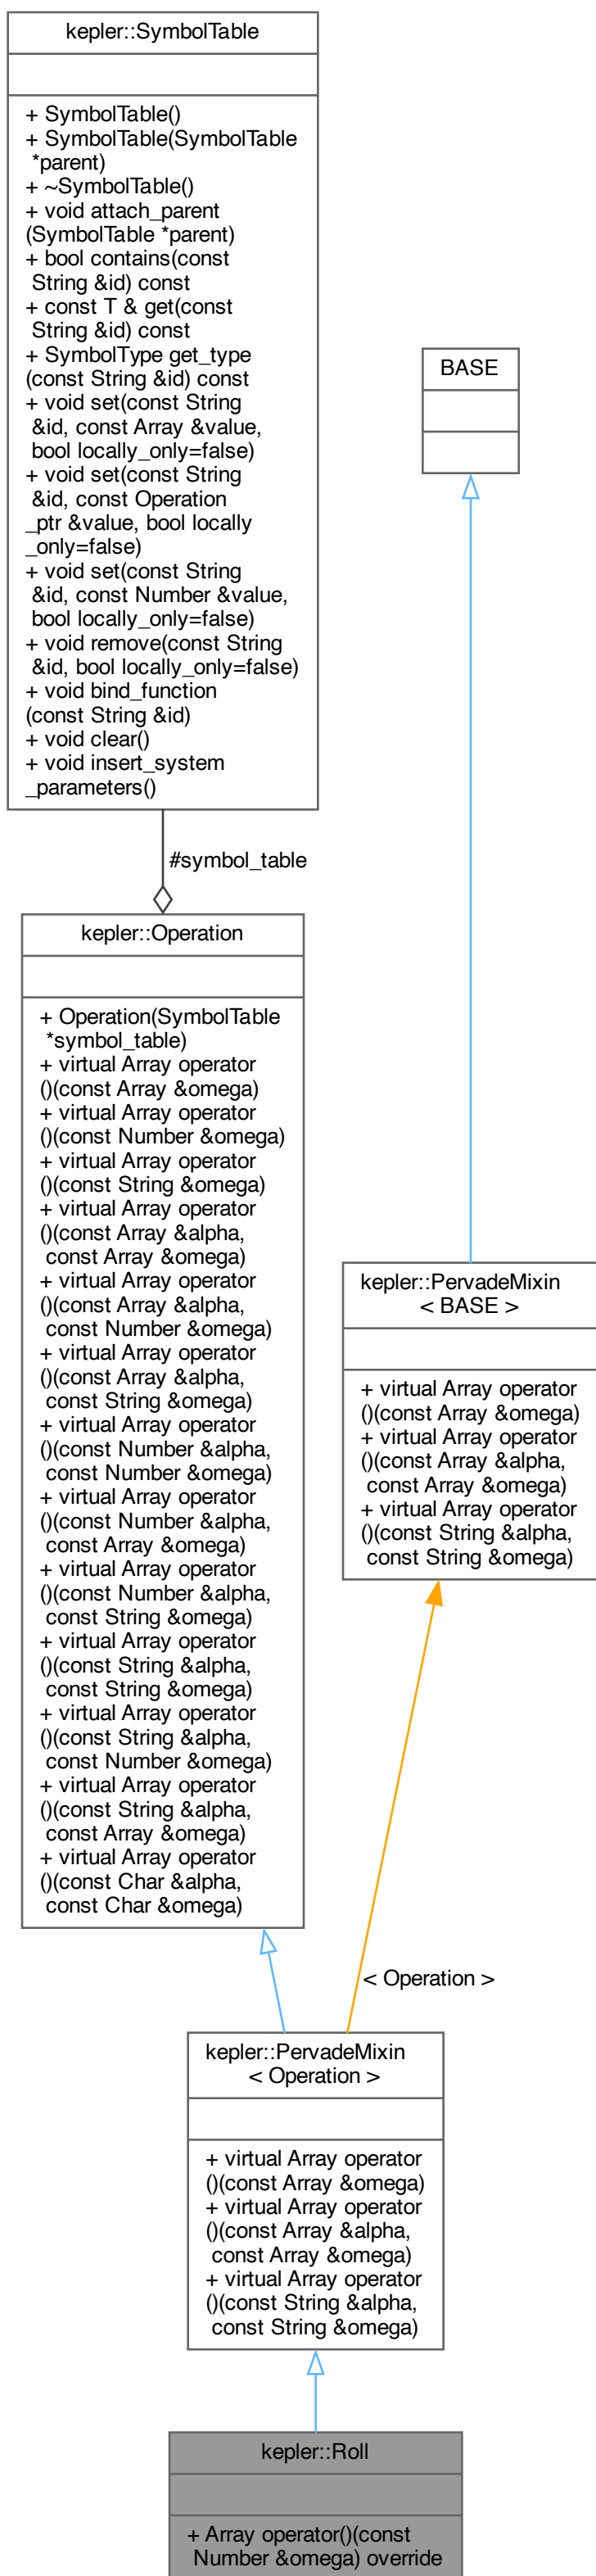 kepler::SymbolTable
+ SymbolTable()
+ SymbolTable(SymbolTable
*parent)
+ ~SymbolTable()
+ void attach_parent
(SymbolTable *parent)
+ bool contains(const
String &id) const
+ const T & get(const
String &id) const
+ SymbolType get_type
(const String &id) const
+ void set(const String
&id, const Array &value,
bool locally_only=false)
+ void set(const String
&id, const Operation
_ptr &value, bool locally
_only=false)
+ void set(const String
&id, const Number &value,
bool locally_only=false)
+ void remove(const String
&id, bool locally_only=false)
+ void bind_function
(const String &id)
+ void clear()
+ void insert_system
_parameters()
BASE
#symbol_table
kepler::Operation
+ Operation(SymbolTable
*symbol_table)
+ virtual Array operator
()(const Array &omega)
+ virtual Array operator
()(const Number &omega)
+ virtual Array operator
()(const String &omega)
+ virtual Array operator
()(const Array &alpha,
const Array &omega)
+ virtual Array operator
()(const Array &alpha,
const Number &omega)
+ virtual Array operator
()(const Array &alpha,
const String &omega)
+ virtual Array operator
()(const Number &alpha,
const Number &omega)
+ virtual Array operator
()(const Number &alpha,
const Array &omega)
+ virtual Array operator
()(const Number &alpha,
const String &omega)
+ virtual Array operator
()(const String &alpha,
const String &omega)
+ virtual Array operator
()(const String &alpha,
const Number &omega)
+ virtual Array operator
()(const String &alpha,
const Array &omega)
+ virtual Array operator
()(const Char &alpha,
const Char &omega)
kepler::PervadeMixin
< BASE >
+ virtual Array operator
()(const Array &omega)
+ virtual Array operator
()(const Array &alpha,
const Array &omega)
+ virtual Array operator
()(const String &alpha,
const String &omega)
< Operation >
kepler::PervadeMixin
< Operation >
+ virtual Array operator
()(const Array &omega)
+ virtual Array operator
()(const Array &alpha,
const Array &omega)
+ virtual Array operator
()(const String &alpha,
const String &omega)
kepler::Roll
+ Array operator()(const
Number &omega) override